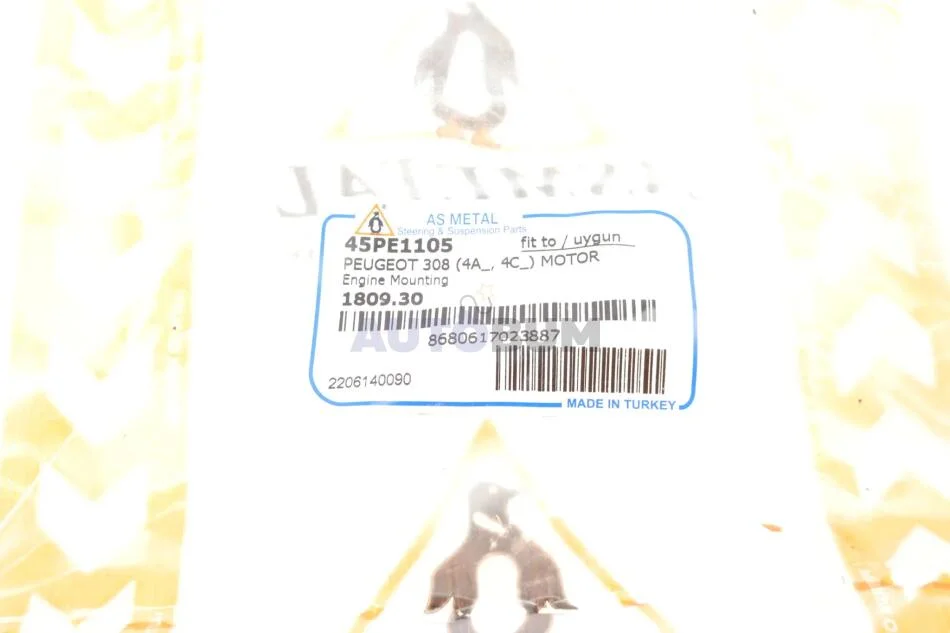 AS METAL
Steering & Suspension Parts
45PE1105 fit to / uygun
PEUGEOT 308 (4A_, 4C_) MOTOR
Engine Mounting
1809.30
AUTOBUM
8680617023887
2206140090
MADE IN TURKEY